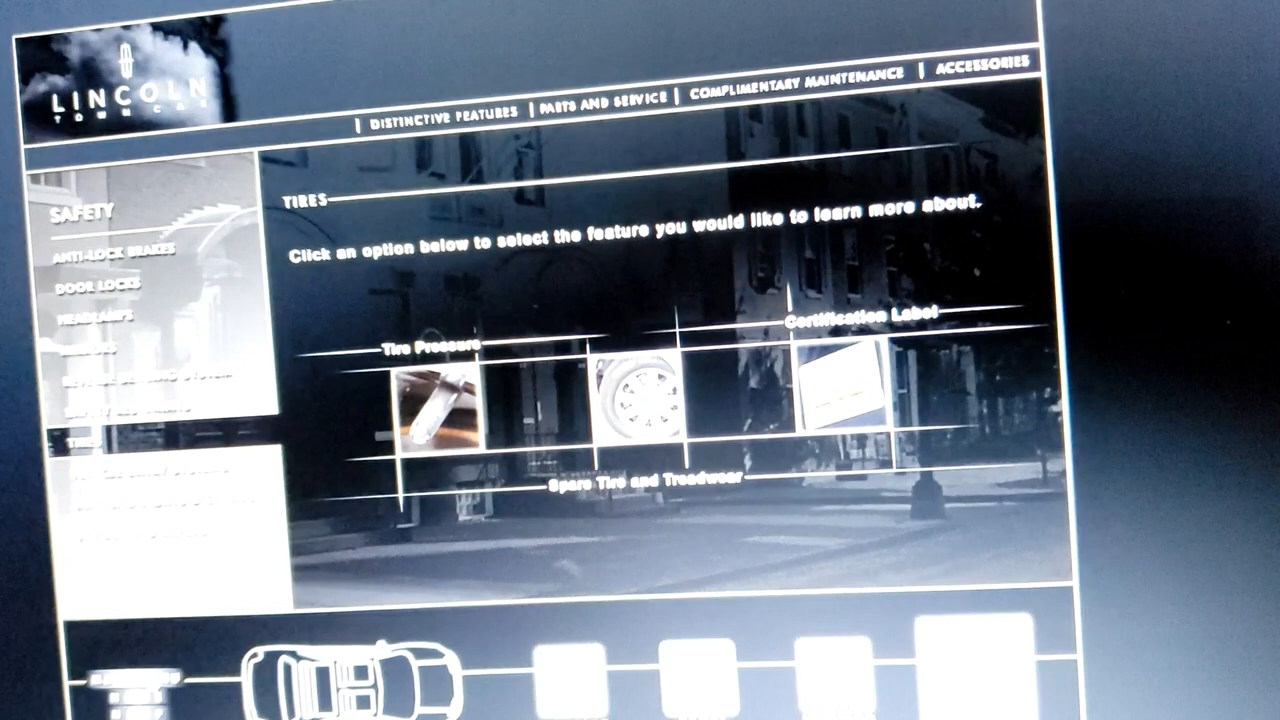 LINCOLN
TOWN CAR
| DISTINCTIVE FEATURES | PARTS AND SERVICE | COMPLIMENTARY MAINTENANCE | ACCESSORIES
SAFETY
ANTI-LOCK BRAKES
DOOR LOCKS
HEADLAMPS
TIRES
TIRES
Click an option below to select the feature you would like to learn more about.
Tire Pressure
Certification Label
Spare Tire and Treadwear